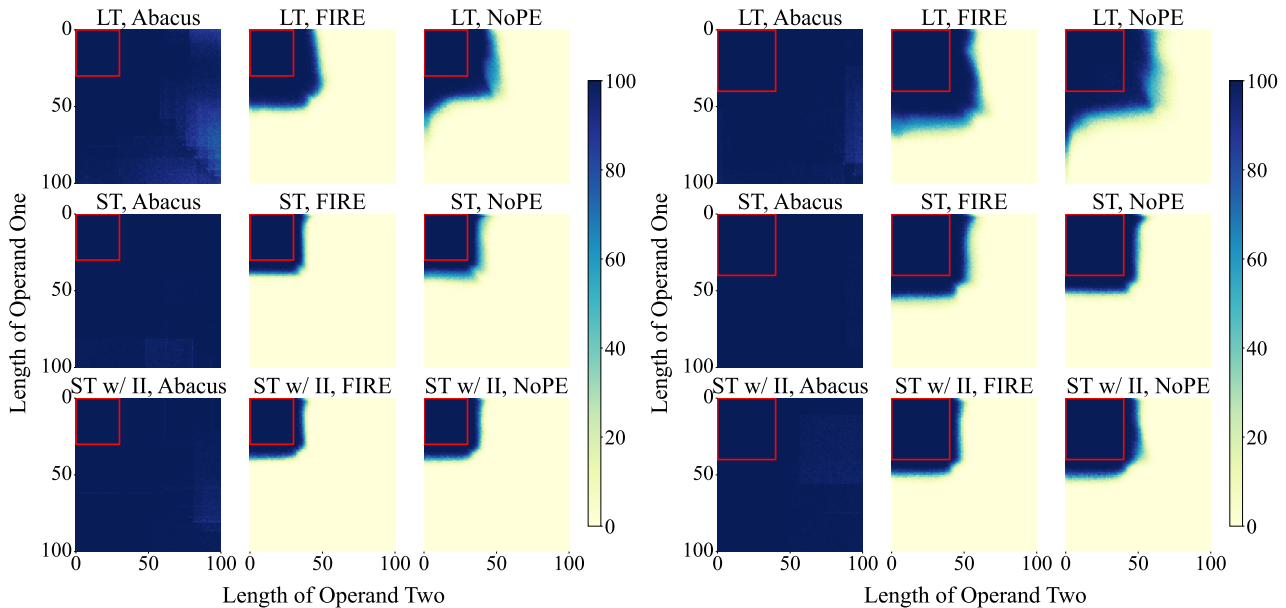 LT, Abacus LT, FIRE LT, NoPE
0
50
100
ST, Abacus ST, FIRE ST, NoPE
0
50
100
ST w/ II, Abacus ST w/ II, FIRE ST w/ II, NoPE
0
50
100
0 50 100 0 50 100 0 50 100
Length of Operand One
Length of Operand Two
100
80
60
40
20
0
LT, Abacus LT, FIRE LT, NoPE
0
50
100
ST, Abacus ST, FIRE ST, NoPE
0
50
100
ST w/ II, Abacus ST w/ II, FIRE ST w/ II, NoPE
0
50
100
0 50 100 0 50 100 0 50 100
Length of Operand One
Length of Operand Two
100
80
60
40
20
0